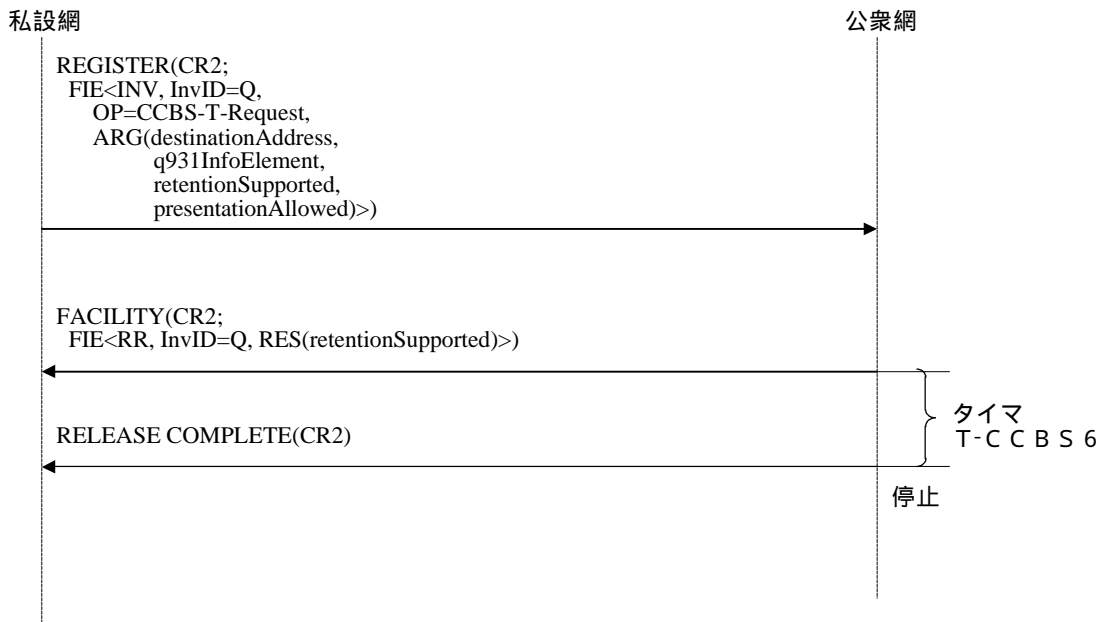 私設網
公衆網
REGISTER(CR2;
FIE<INV, InvID=Q,
OP=CCBS-T-Request,
ARG(destinationAddress,
q931InfoElement,
retentionSupported,
presentationAllowed)>)
FACILITY(CR2;
FIE<RR, InvID=Q, RES(retentionSupported)>)
タイマ
Ｔ-ＣＣＢＳ６
RELEASE COMPLETE(CR2)
停止